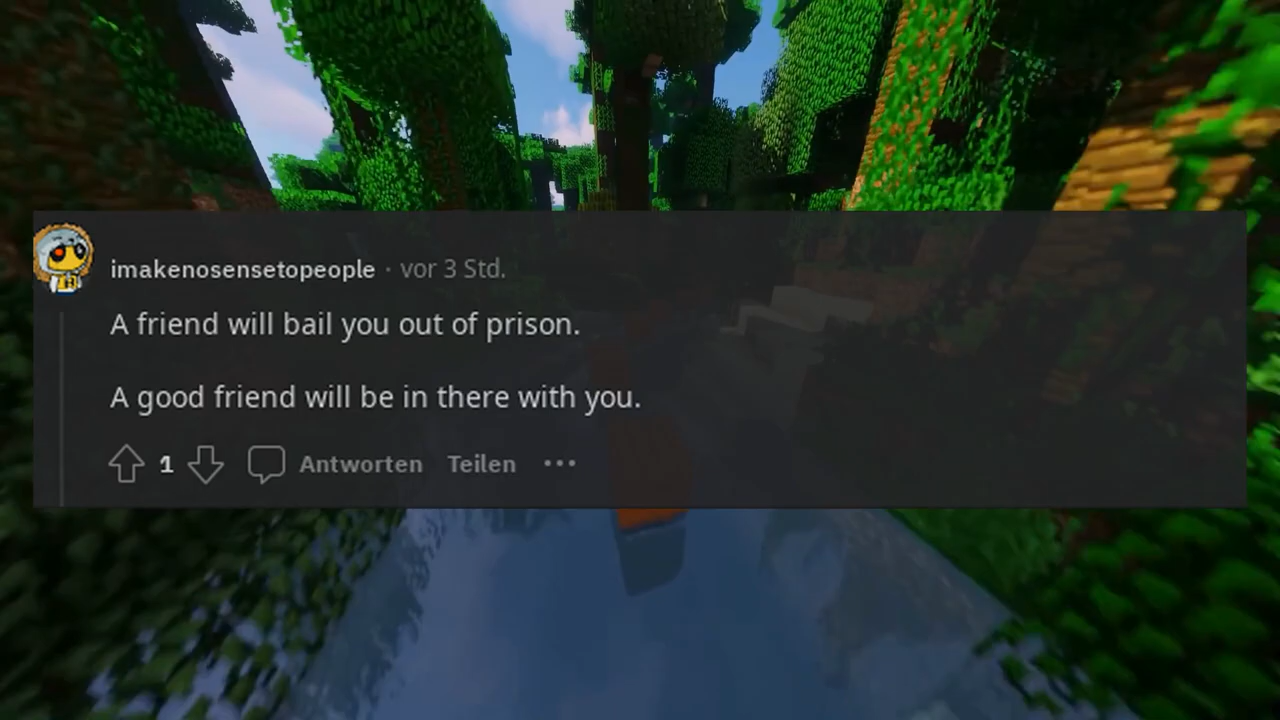 imakenosensetopeople · vor 3 Std.
A friend will bail you out of prison.
A good friend will be in there with you.
1 Antworten Teilen ···